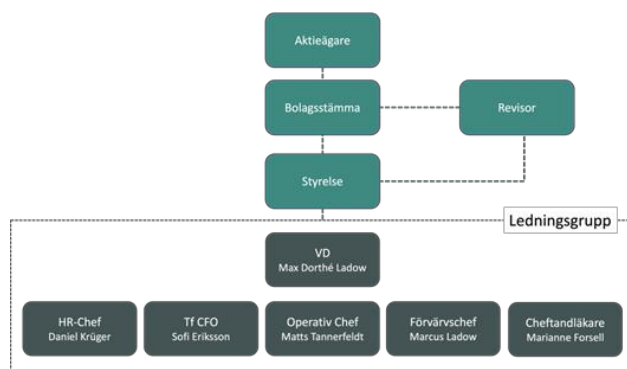 Aktieägare
Bolagsstämma
Revisor
Styrelse
Ledningsgrupp
VD
Max Dorthé Ladow
HR-Chef
Daniel Krüger
Tf CFO
Sofi Eriksson
Operativ Chef
Matts Tannerfeldt
Förvärvschef
Marcus Ladow
Cheftandläkare
Marianne Forsell